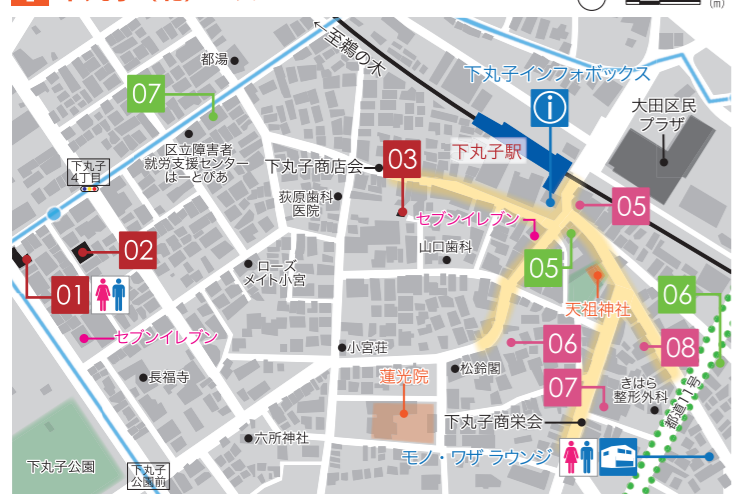 (m)
←至鵜の木
都湯
下丸子インフォボックス
大田区民
プラザ
07
区立障害者
就労支援センター
はーとぴあ
下丸子
4丁目
下丸子商店会
03
下丸子駅
荻原歯科
医院
セブンイレブン
05
山口歯科
02
01
ローズ
メイト小宮
05
天祖神社
06
セブンイレブン
小宮荘
06
08
長福寺
蓮光院
松鈴閣
07
きはら
整形外科
都道11号
下丸子商栄会
六所神社
モノ・ワザ ラウンジ
下丸子公園
下丸子
公園前